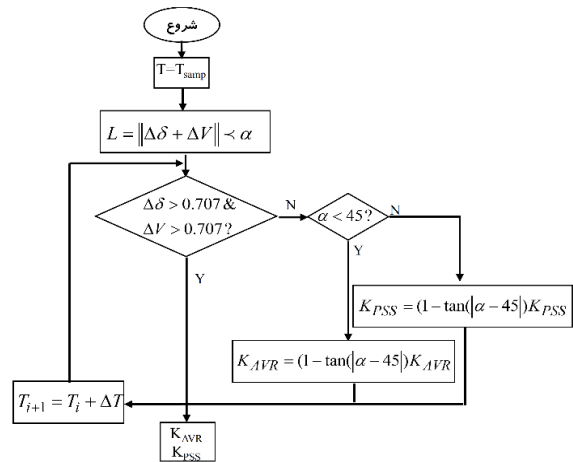 شروع
T=T_samp
L = ||Δδ + ΔV|| ≺ α
Δδ > 0.707 &
ΔV > 0.707 ?
N
α < 45 ?
N
Y
Y
K_PSS = (1 − tan(|α − 45|)K_PSS
K_AVR = (1 − tan(|α − 45|)K_AVR
T_{i+1} = T_i + ΔT
K_AVR
K_PSS